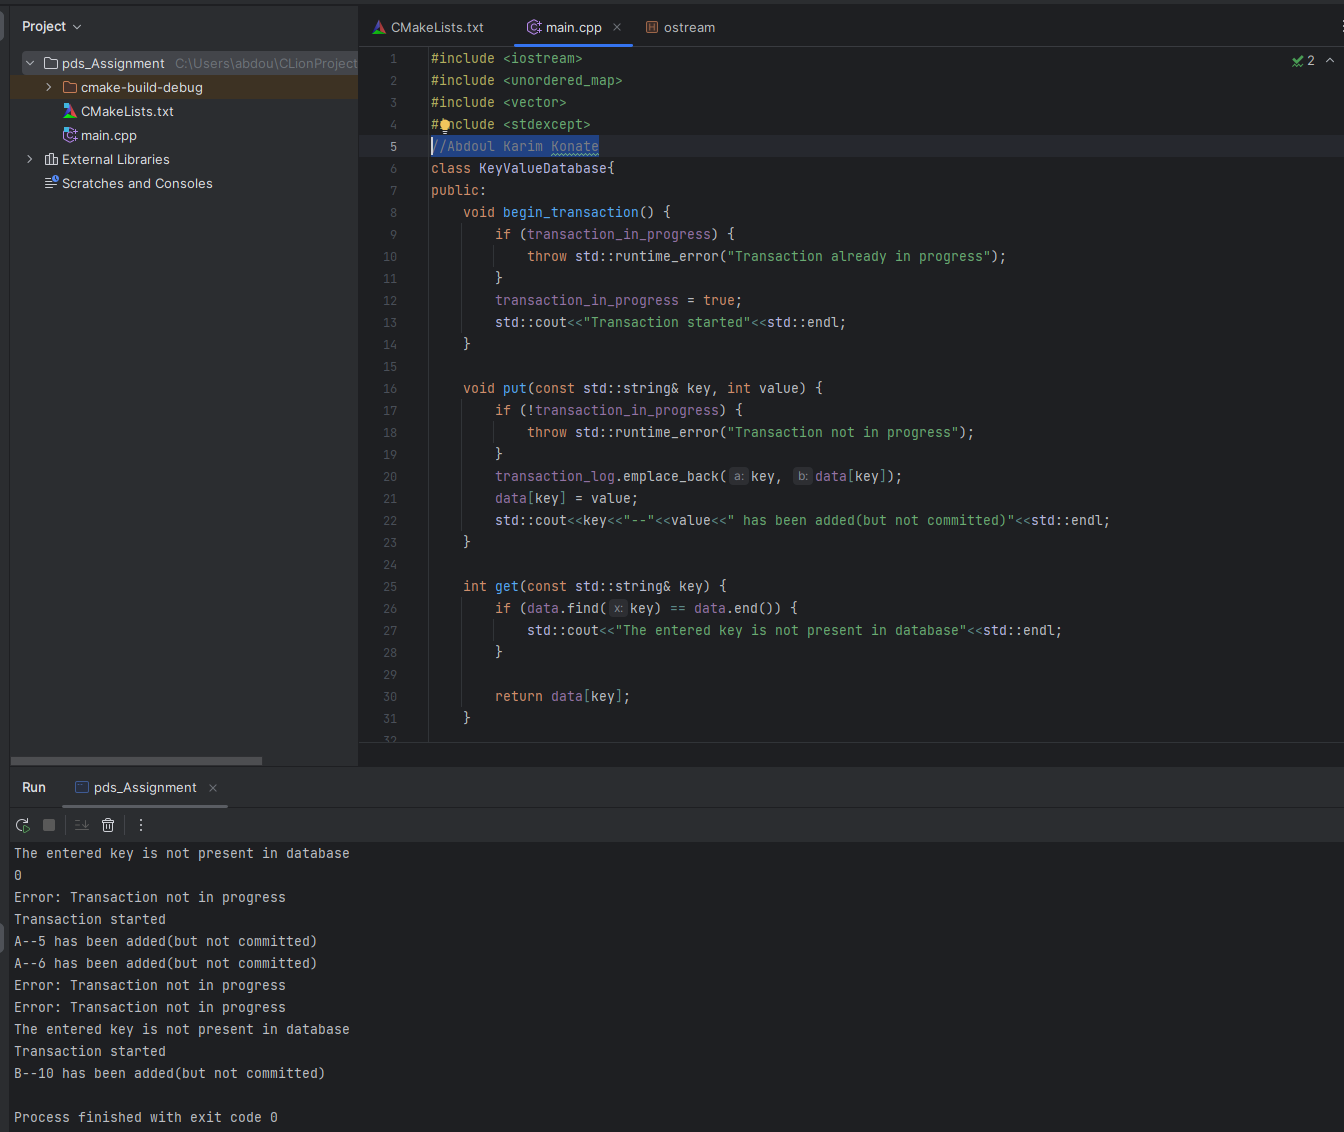 Project
pds_Assignment C:\Users\abdou\CLionProject
cmake-build-debug
CMakeLists.txt
main.cpp
External Libraries
Scratches and Consoles
CMakeLists.txt main.cpp ostream
2
1 #include <iostream>
2 #include <unordered_map>
3 #include <vector>
4 #include <stdexcept>
5 //Abdoul Karim Konate
6 class KeyValueDatabase{
7 public:
8 void begin_transaction() {
9 if (transaction_in_progress) {
10 throw std::runtime_error("Transaction already in progress");
11 }
12 transaction_in_progress = true;
13 std::cout<<"Transaction started"<<std::endl;
14 }
15
16 void put(const std::string& key, int value) {
17 if (!transaction_in_progress) {
18 throw std::runtime_error("Transaction not in progress");
19 }
20 transaction_log.emplace_back( a: key, b: data[key]);
21 data[key] = value;
22 std::cout<<key<<"--"<<value<<" has been added(but not committed)"<<std::endl;
23 }
24
25 int get(const std::string& key) {
26 if (data.find( x: key) == data.end()) {
27 std::cout<<"The entered key is not present in database"<<std::endl;
28 }
29
30 return data[key];
31 }
32
Run pds_Assignment
The entered key is not present in database
0
Error: Transaction not in progress
Transaction started
A--5 has been added(but not committed)
A--6 has been added(but not committed)
Error: Transaction not in progress
Error: Transaction not in progress
The entered key is not present in database
Transaction started
B--10 has been added(but not committed)
Process finished with exit code 0